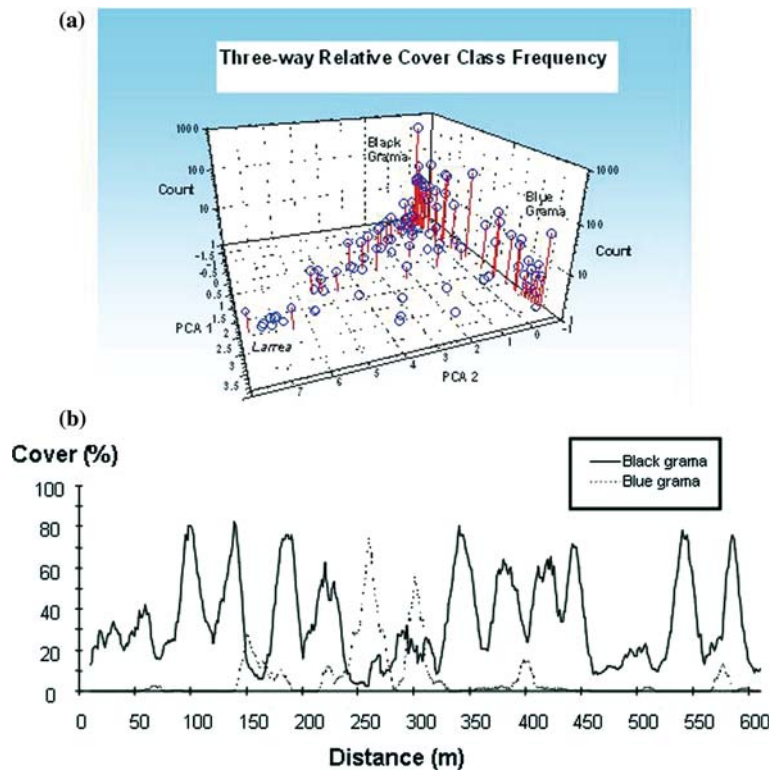 (a)
Three-way Relative Cover Class Frequency
1000
100
10
1
Count
Black
Grama
Blue
Grama
1000
100
10
Count
-1.5
-0.5
0
0.5
1
1.5
2
2.5
3
3.5
PCA 1
Larrea
7
6
5
4
3
2
1
0
-1
PCA 2
(b)
Cover (%)
Black grama
Blue grama
100
80
60
40
20
0
0 50 100 150 200 250 300 350 400 450 500 550 600
Distance (m)